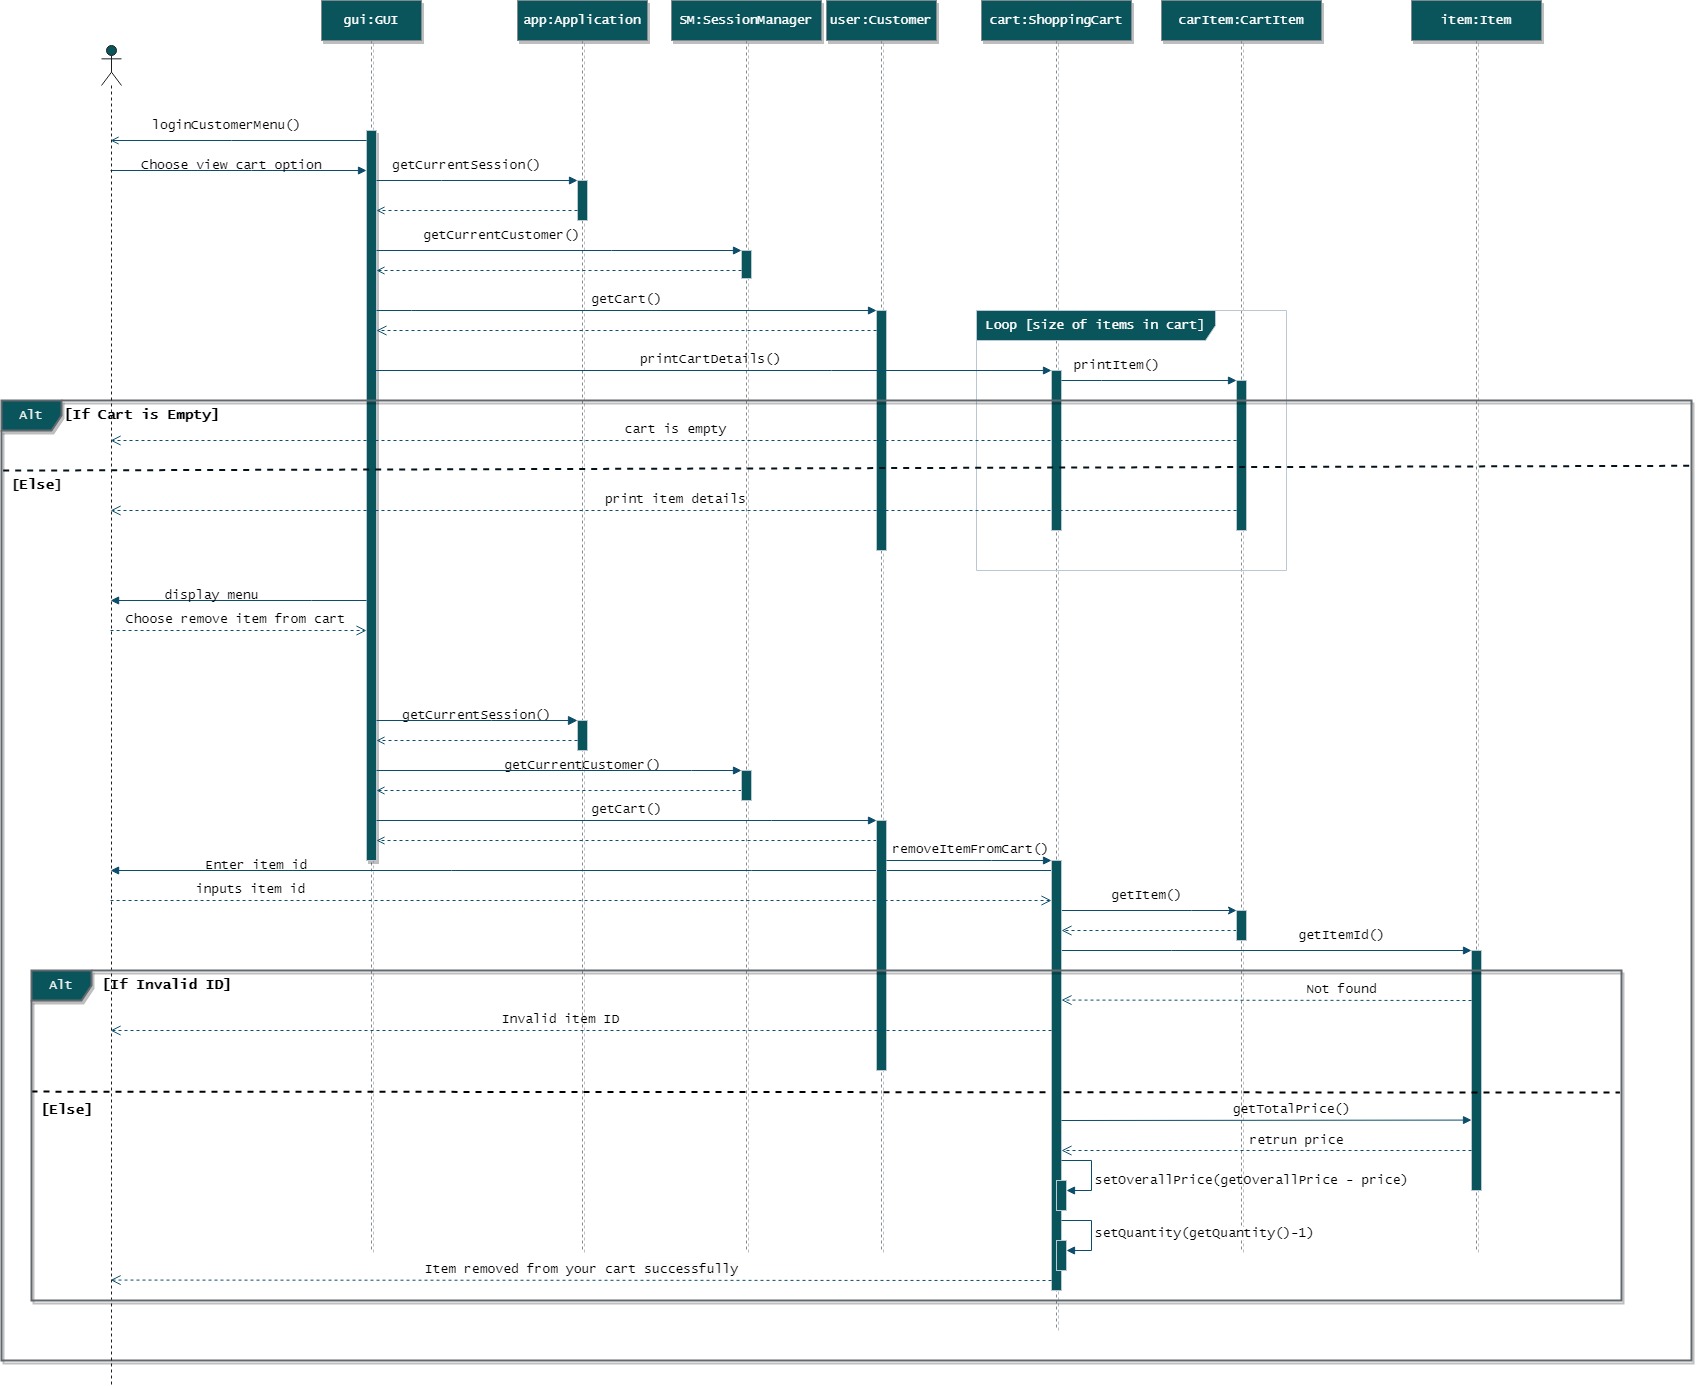 gui:GUI
app:Application
SM:SessionManager
user:Customer
cart:ShoppingCart
carItem:CartItem
item:Item
loginCustomerMenu()
Choose view cart option
getCurrentSession()
getCurrentCustomer()
getCart()
Loop [size of items in cart]
printCartDetails()
printItem()
Alt [If Cart is Empty]
cart is empty
[Else]
print item details
display menu
Choose remove item from cart
getCurrentSession()
getCurrentCustomer()
getCart()
removeItemFromCart()
Enter item id
inputs item id
getItem()
getItemId()
Alt [If Invalid ID]
Not found
Invalid item ID
[Else]
getTotalPrice()
retrun price
setOverallPrice(getOverallPrice - price)
setQuantity(getQuantity()-1)
Item removed from your cart successfully